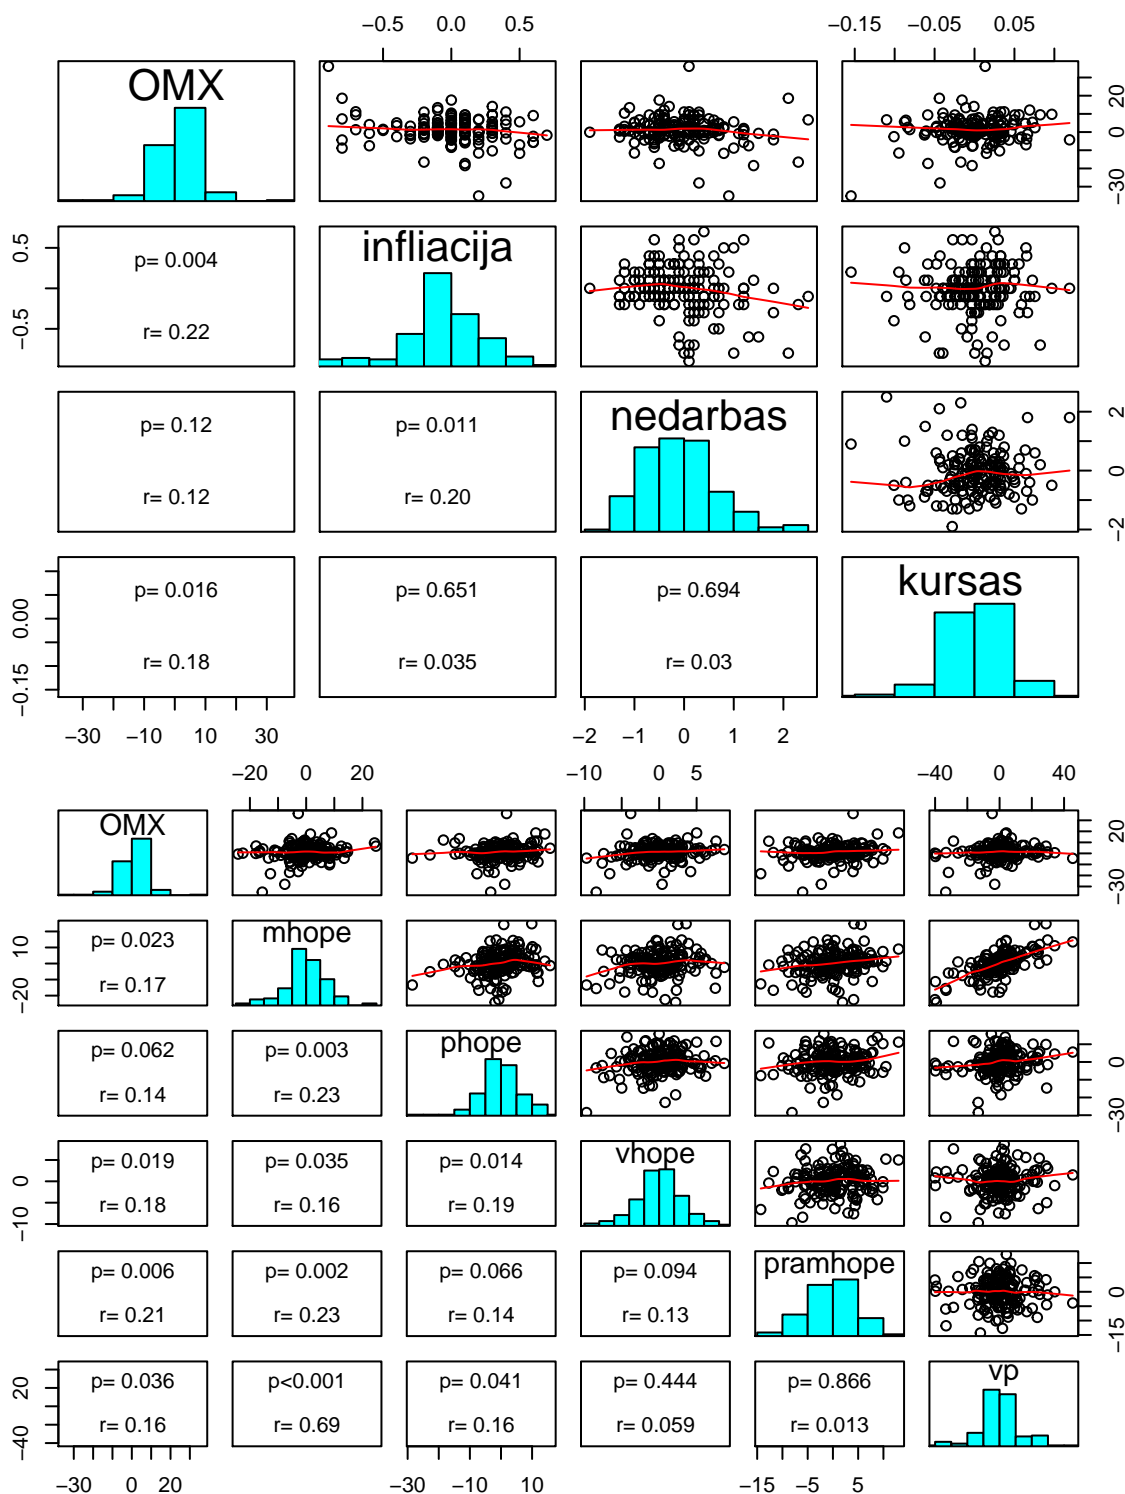 −0.5 0.0 0.5 −0.15 −0.05 0.05
OMX
−30 0 20
0.5
−0.5
p= 0.004
r= 0.22
infliacija
p= 0.12
r= 0.12
p= 0.011
r= 0.20
nedarbas
−2 0 2
0.00
−0.15
p= 0.016
r= 0.18
p= 0.651
r= 0.035
p= 0.694
r= 0.03
kursas
−30 −10 10 30 −2 −1 0 1 2
−20 0 20 −10 0 5 −40 0 40
OMX
−30 0 20
10
−20
p= 0.023
r= 0.17
mhope
p= 0.062
r= 0.14
p= 0.003
r= 0.23
phope
−30 0
0
−10
p= 0.019
r= 0.18
p= 0.035
r= 0.16
p= 0.014
r= 0.19
vhope
p= 0.006
r= 0.21
p= 0.002
r= 0.23
p= 0.066
r= 0.14
p= 0.094
r= 0.13
pramhope
−15 0
20
−40
p= 0.036
r= 0.16
p<0.001
r= 0.69
p= 0.041
r= 0.16
p= 0.444
r= 0.059
p= 0.866
r= 0.013
vp
−30 0 20 −30 −10 10 −15 −5 5